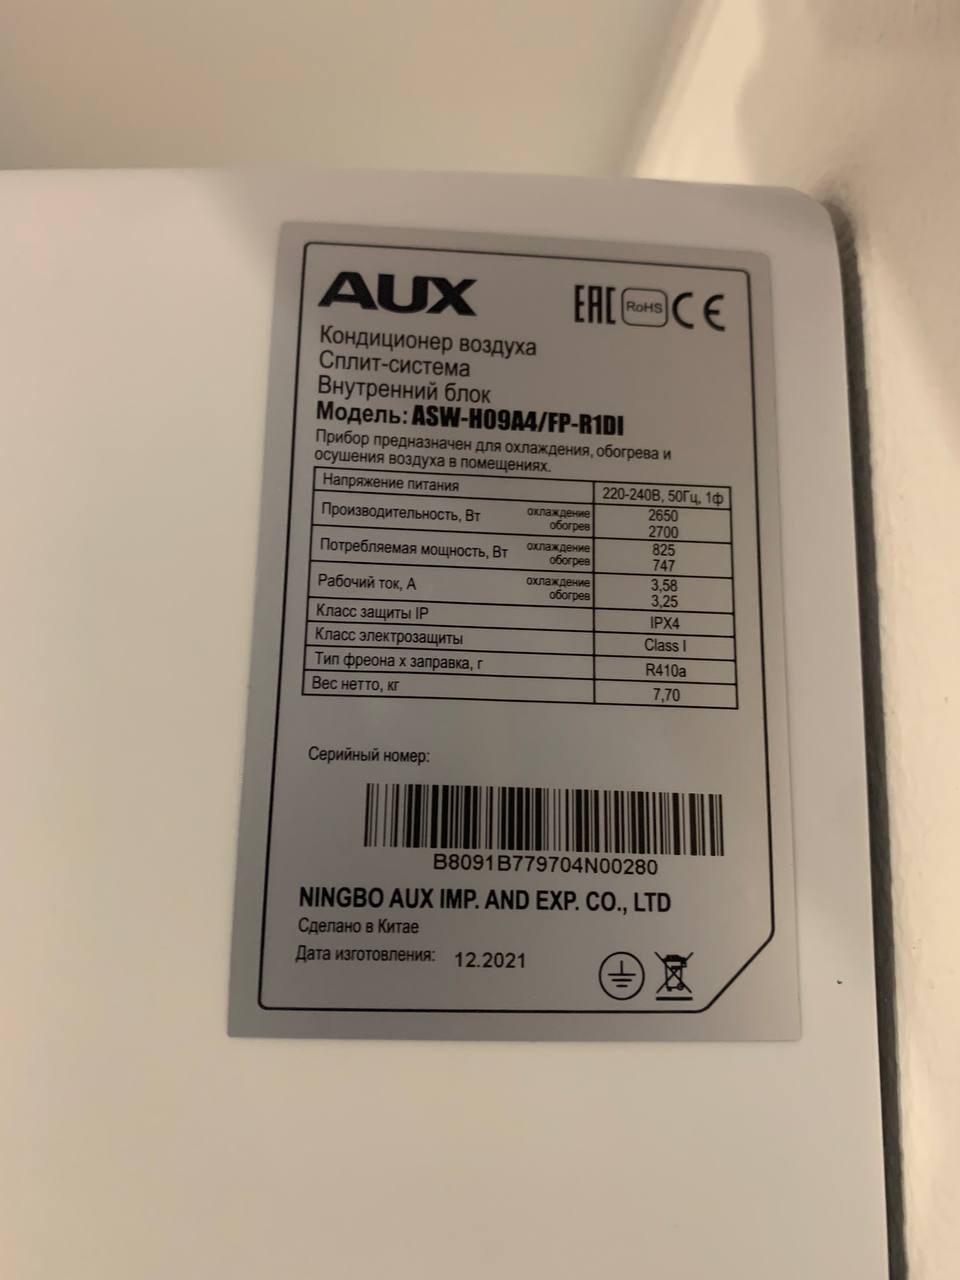 AUX
EAC RoHS CE
Кондиционер воздуха
Сплит-система
Внутренний блок
Модель: ASW-H09A4/FP-R1DI
Прибор предназначен для охлаждения, обогрева и
осушения воздуха в помещениях.
Напряжение питания 220-240В, 50Гц, 1ф
Производительность, Вт охлаждение 2650
обогрев 2700
Потребляемая мощность, Вт охлаждение 825
обогрев 747
Рабочий ток, А охлаждение 3,58
обогрев 3,25
Класс защиты IP IPX4
Класс электрозащиты Class I
Тип фреона х заправка, г R410a
Вес нетто, кг 7,70
Серийный номер:
B8091B779704N00280
NINGBO AUX IMP. AND EXP. CO., LTD
Сделано в Китае
Дата изготовления: 12.2021